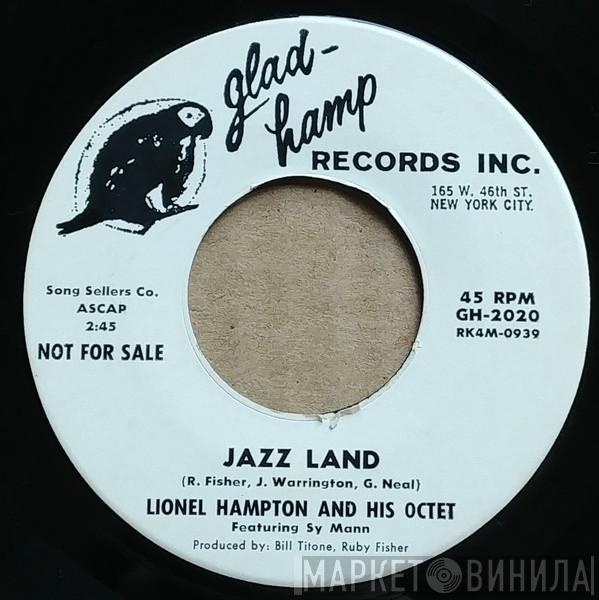 glad-
hamp
RECORDS INC.
165 W. 46th ST.
NEW YORK CITY.
Song Sellers Co.
ASCAP
2:45
NOT FOR SALE
45 RPM
GH-2020
RK4M-0939
JAZZ LAND
(R. Fisher, J. Warrington, G. Neal)
LIONEL HAMPTON AND HIS OCTET
Featuring Sy Mann
Produced by: Bill Titone, Ruby Fisher
МАРКЕТ ВИНИЛА